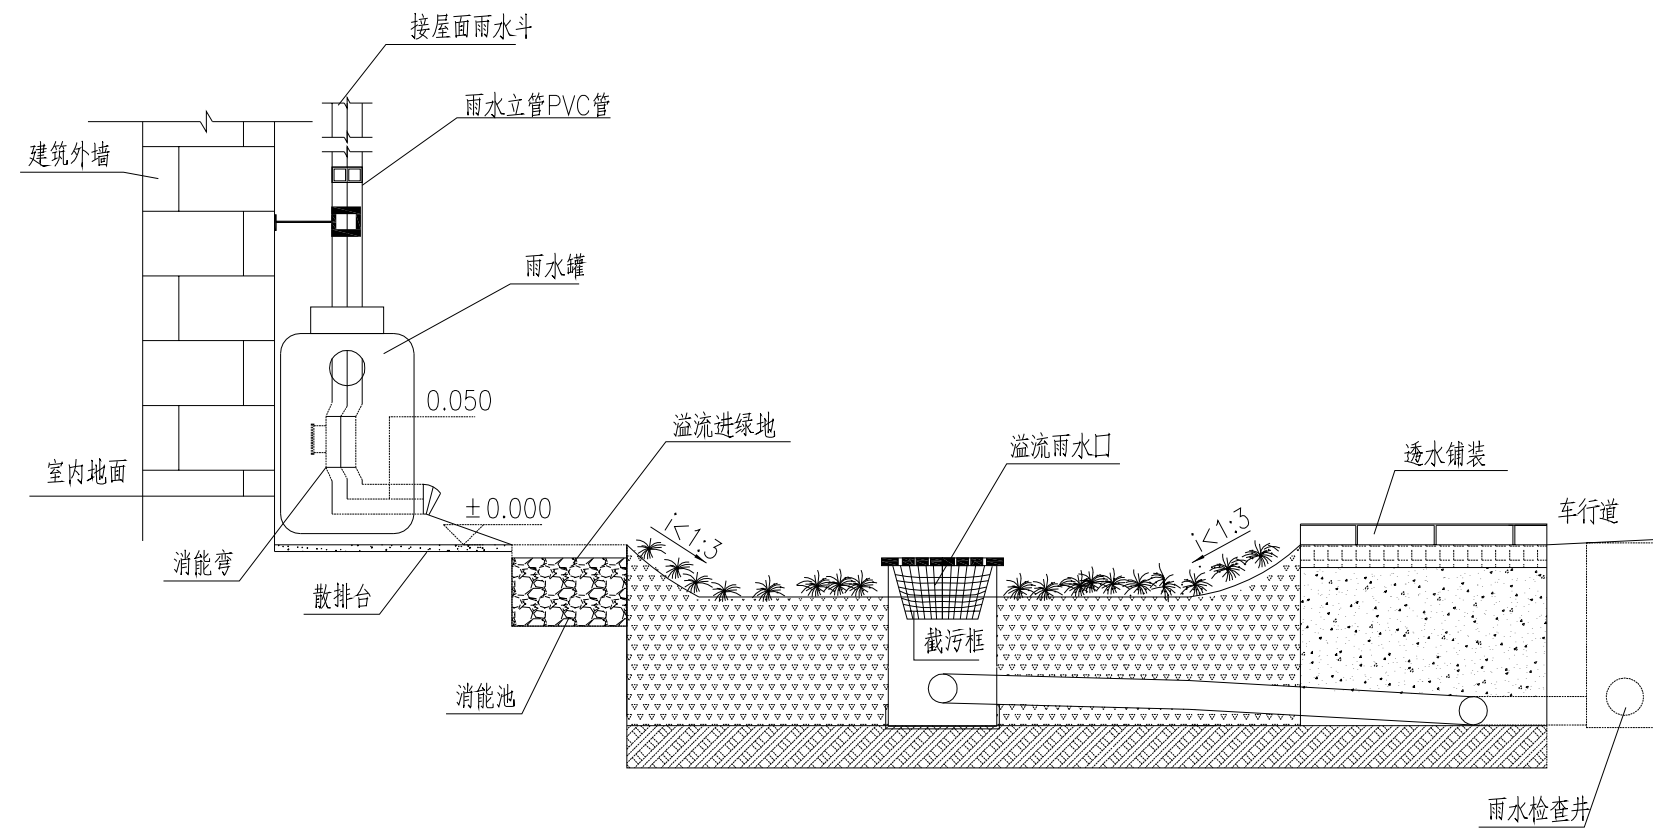 接屋面雨水斗
雨水立管PVC管
建筑外墙
雨水罐
0.050
溢流进绿地
溢流雨水口
透水铺装
室内地面
±0.000
i<1:3
i<1:3
车行道
消能弯
散排台
截污框
消能池
雨水检查井